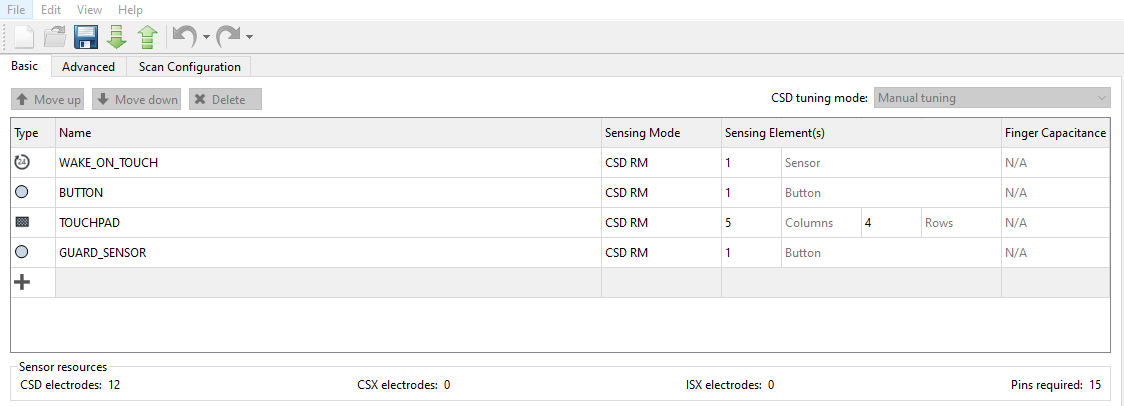 File Edit View Help
Basic Advanced Scan Configuration
Move up Move down Delete CSD tuning mode: Manual tuning
Type Name Sensing Mode Sensing Element(s) Finger Capacitance
24 WAKE_ON_TOUCH CSD RM 1 Sensor N/A
BUTTON CSD RM 1 Button N/A
TOUCHPAD CSD RM 5 Columns 4 Rows N/A
GUARD_SENSOR CSD RM 1 Button N/A
Sensor resources
CSD electrodes: 12 CSX electrodes: 0 ISX electrodes: 0 Pins required: 15